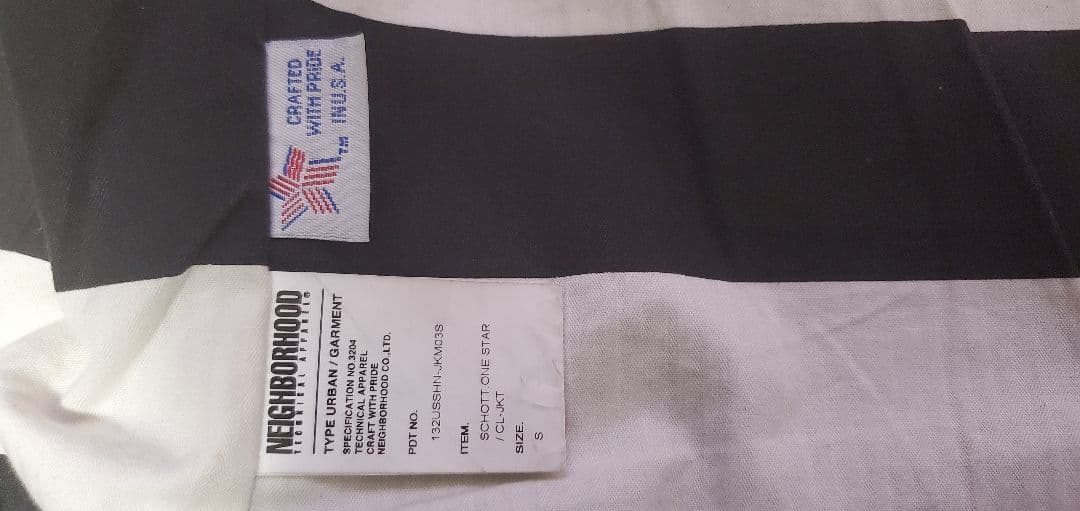 CRAFTED
WITH PRIDE
IN U.S.A.
TM
NEIGHBORHOOD
TECHNICAL APPAREL®
TYPE URBAN / GARMENT
SPECIFICATION NO.3204
TECHNICAL APPAREL
CRAFT WITH PRIDE
NEIGHBORHOOD CO.,LTD.
PDT NO.
132USSHN-JKM03S
ITEM.
SCHOTT.ONE STAR
/ CL-JKT
SIZE.
S